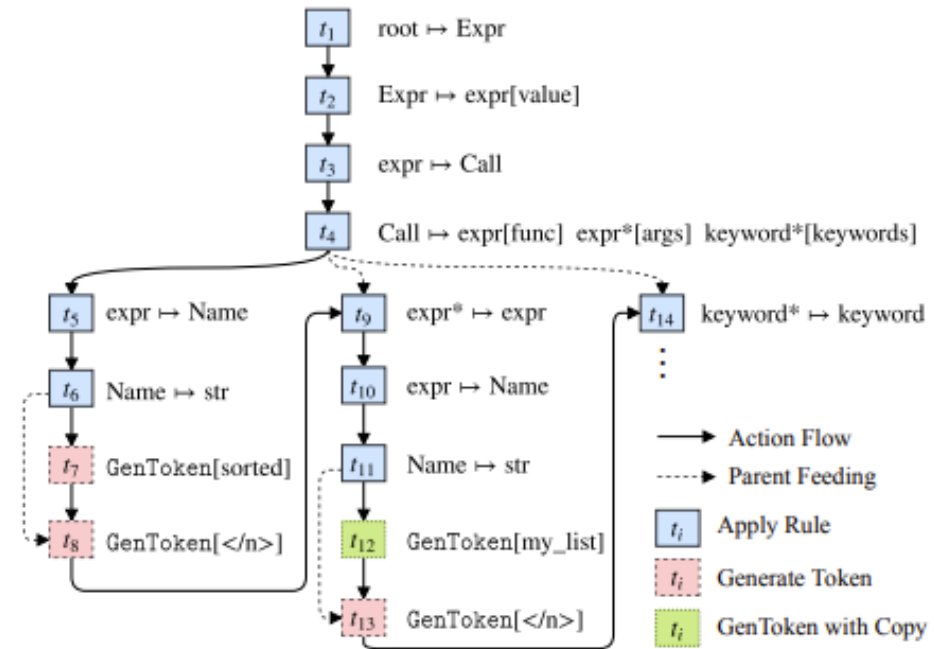 t1 root ↦ Expr
t2 Expr ↦ expr[value]
t3 expr ↦ Call
t4 Call ↦ expr[func] expr*[args] keyword*[keywords]
t5 expr ↦ Name
t6 Name ↦ str
t7 GenToken[sorted]
t8 GenToken[</n>]
t9 expr* ↦ expr
t10 expr ↦ Name
t11 Name ↦ str
t12 GenToken[my_list]
t13 GenToken[</n>]
t14 keyword* ↦ keyword
⋮
Action Flow
Parent Feeding
ti Apply Rule
ti Generate Token
ti GenToken with Copy